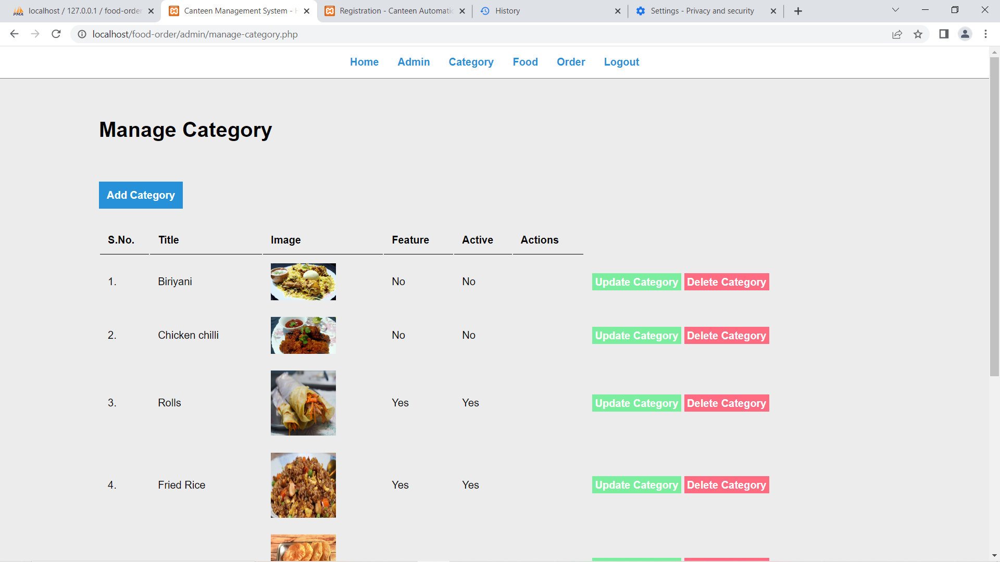 localhost / 127.0.0.1 / food-order
Canteen Management System -
Registration - Canteen Automatic
History
Settings - Privacy and security
localhost/food-order/admin/manage-category.php
Home Admin Category Food Order Logout
Manage Category
Add Category
S.No. Title Image Feature Active Actions
1. Biriyani No No Update Category Delete Category
2. Chicken chilli No No Update Category Delete Category
3. Rolls Yes Yes Update Category Delete Category
4. Fried Rice Yes Yes Update Category Delete Category